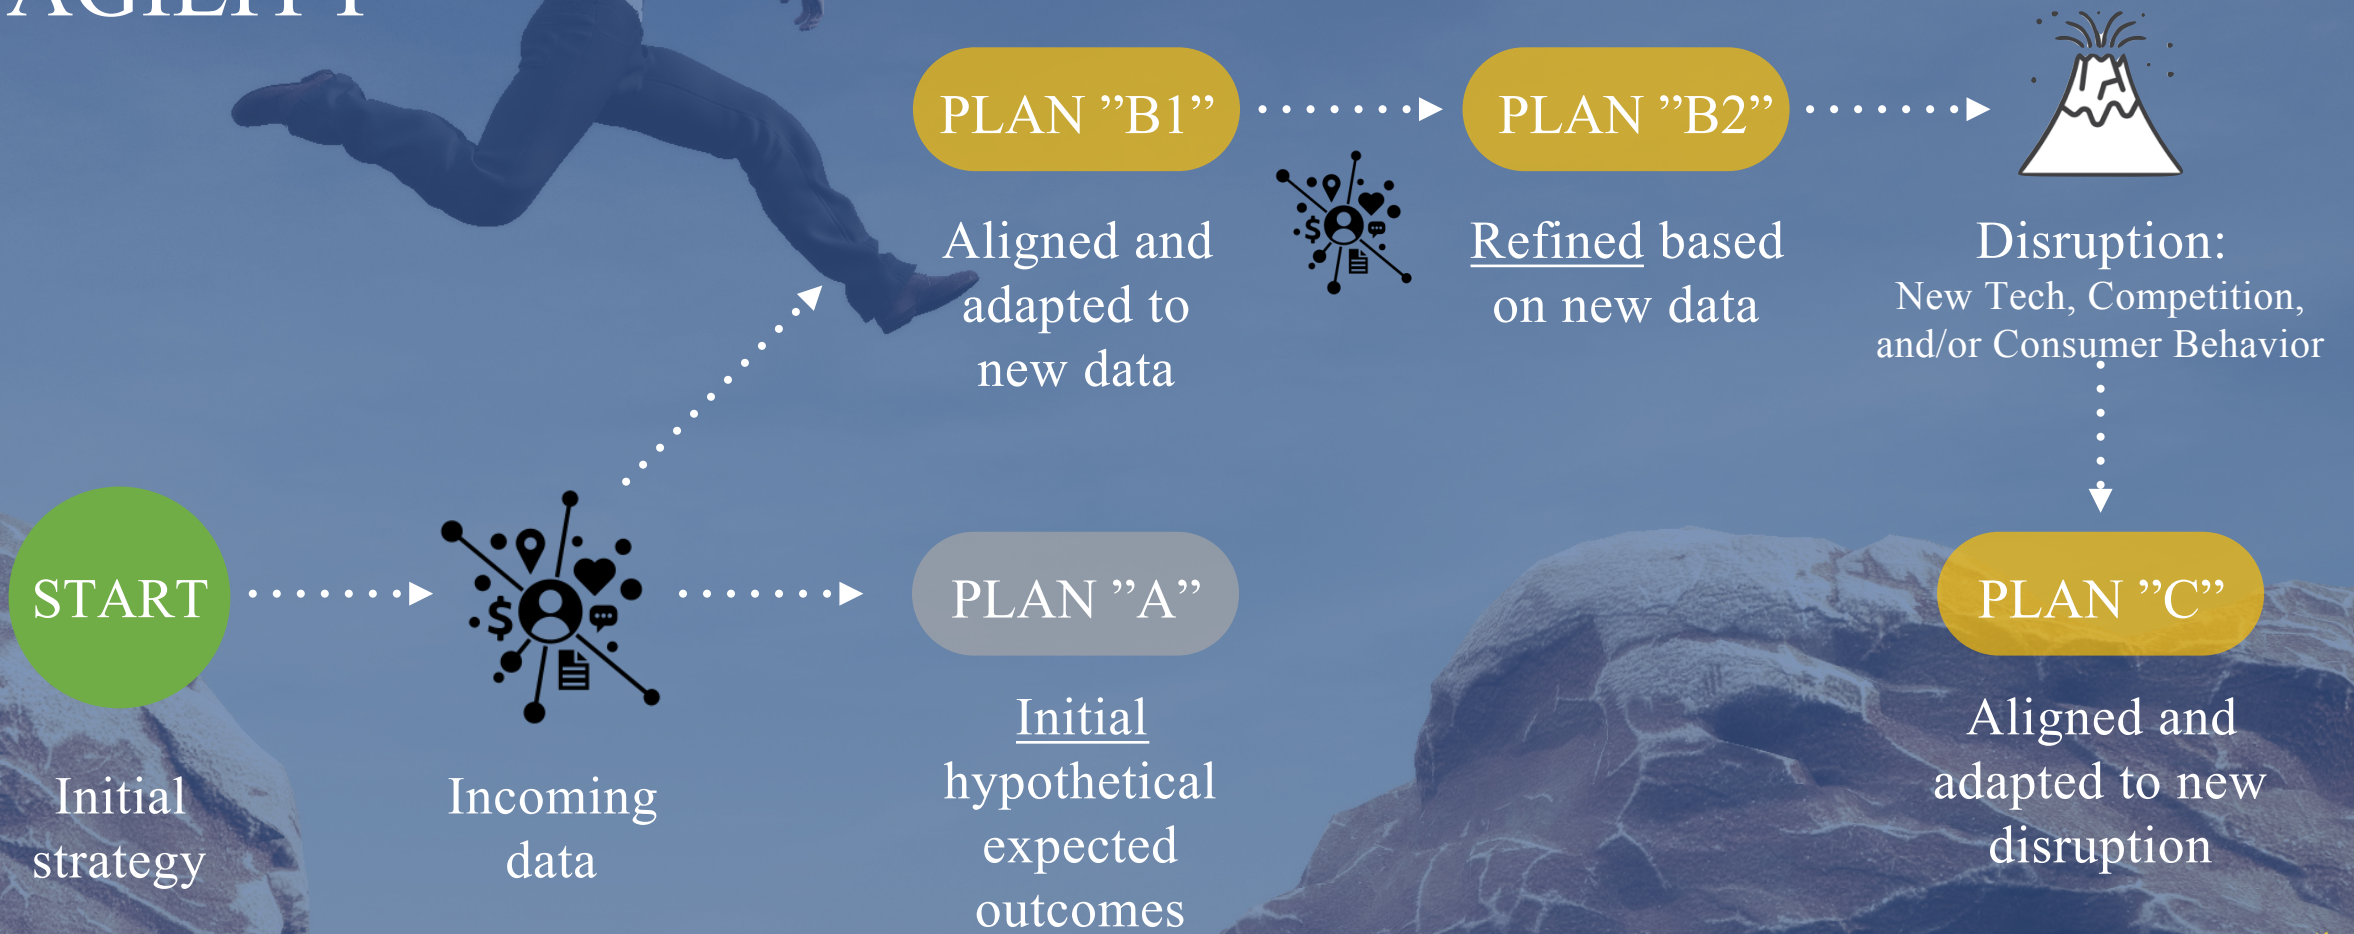 AGILITY
PLAN ”B1”
PLAN ”B2”
Aligned and
adapted to
new data
Refined based
on new data
Disruption:
New Tech, Competition,
and/or Consumer Behavior
START
$
$
PLAN ”A”
PLAN ”C”
Initial
strategy
Incoming
data
Initial
hypothetical
expected
outcomes
Aligned and
adapted to new
disruption